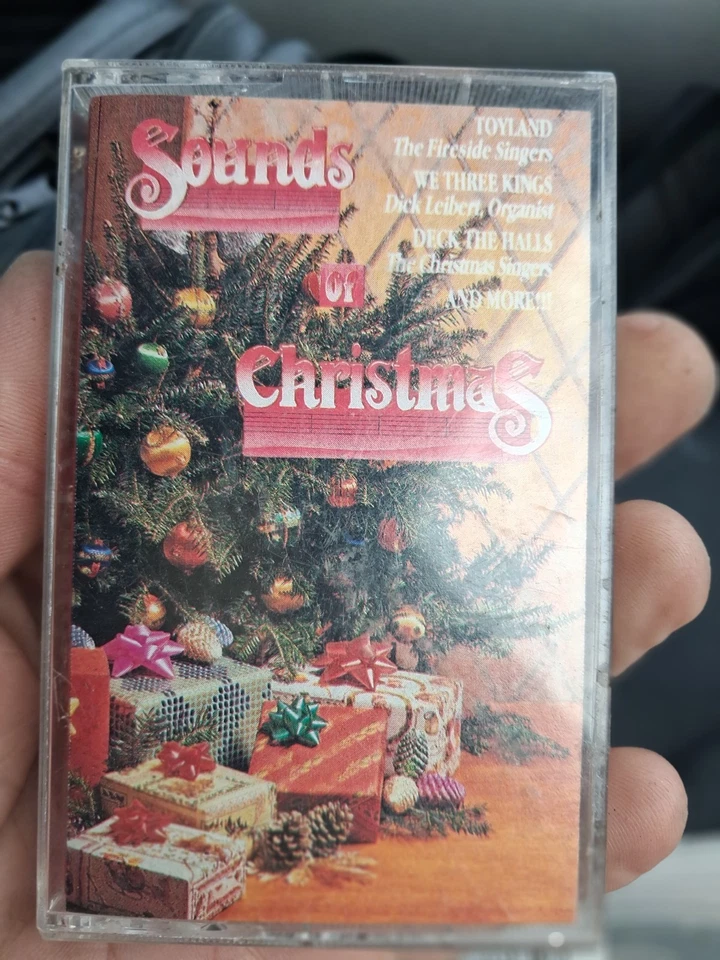 Sounds
of
Christmas
TOYLAND
The Fireside Singers
WE THREE KINGS
Dick Leibert, Organist
DECK THE HALLS
The Christmas Singers
AND MORE!!!